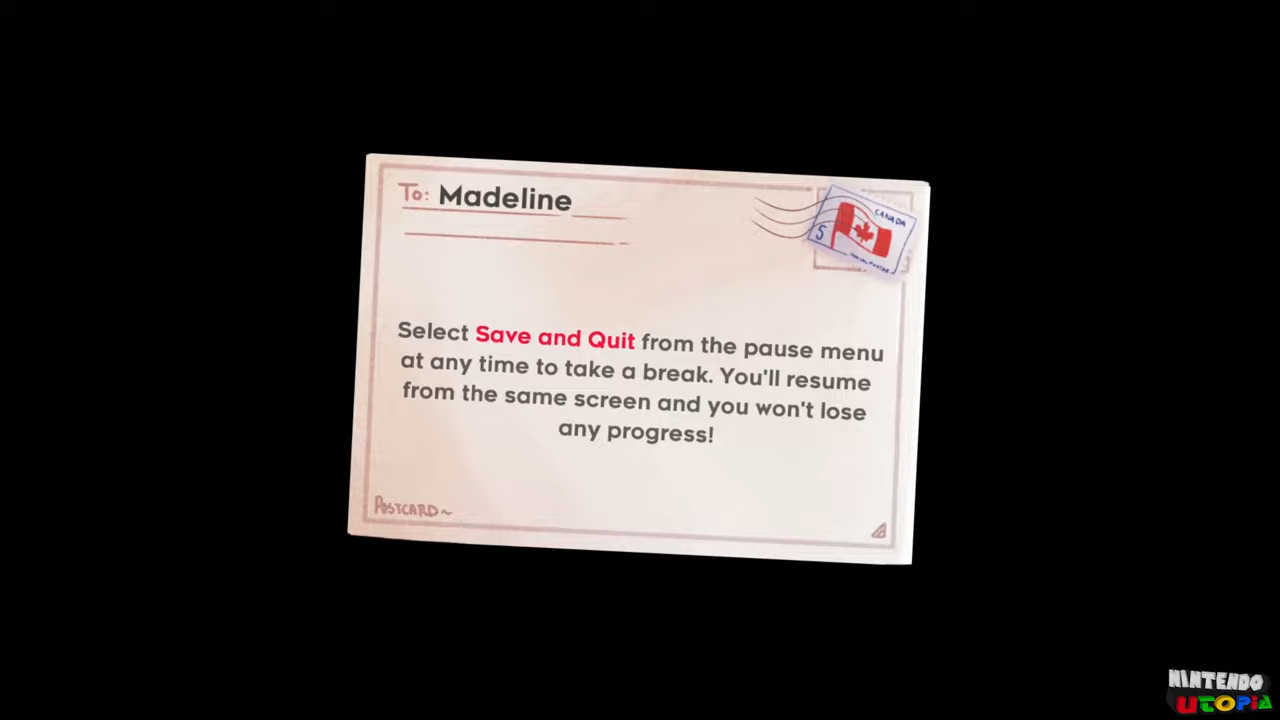 To: Madeline
CANADA
5
Select Save and Quit from the pause menu
at any time to take a break. You'll resume
from the same screen and you won't lose
any progress!
POSTCARD~
NINTENDO
UTOPIA